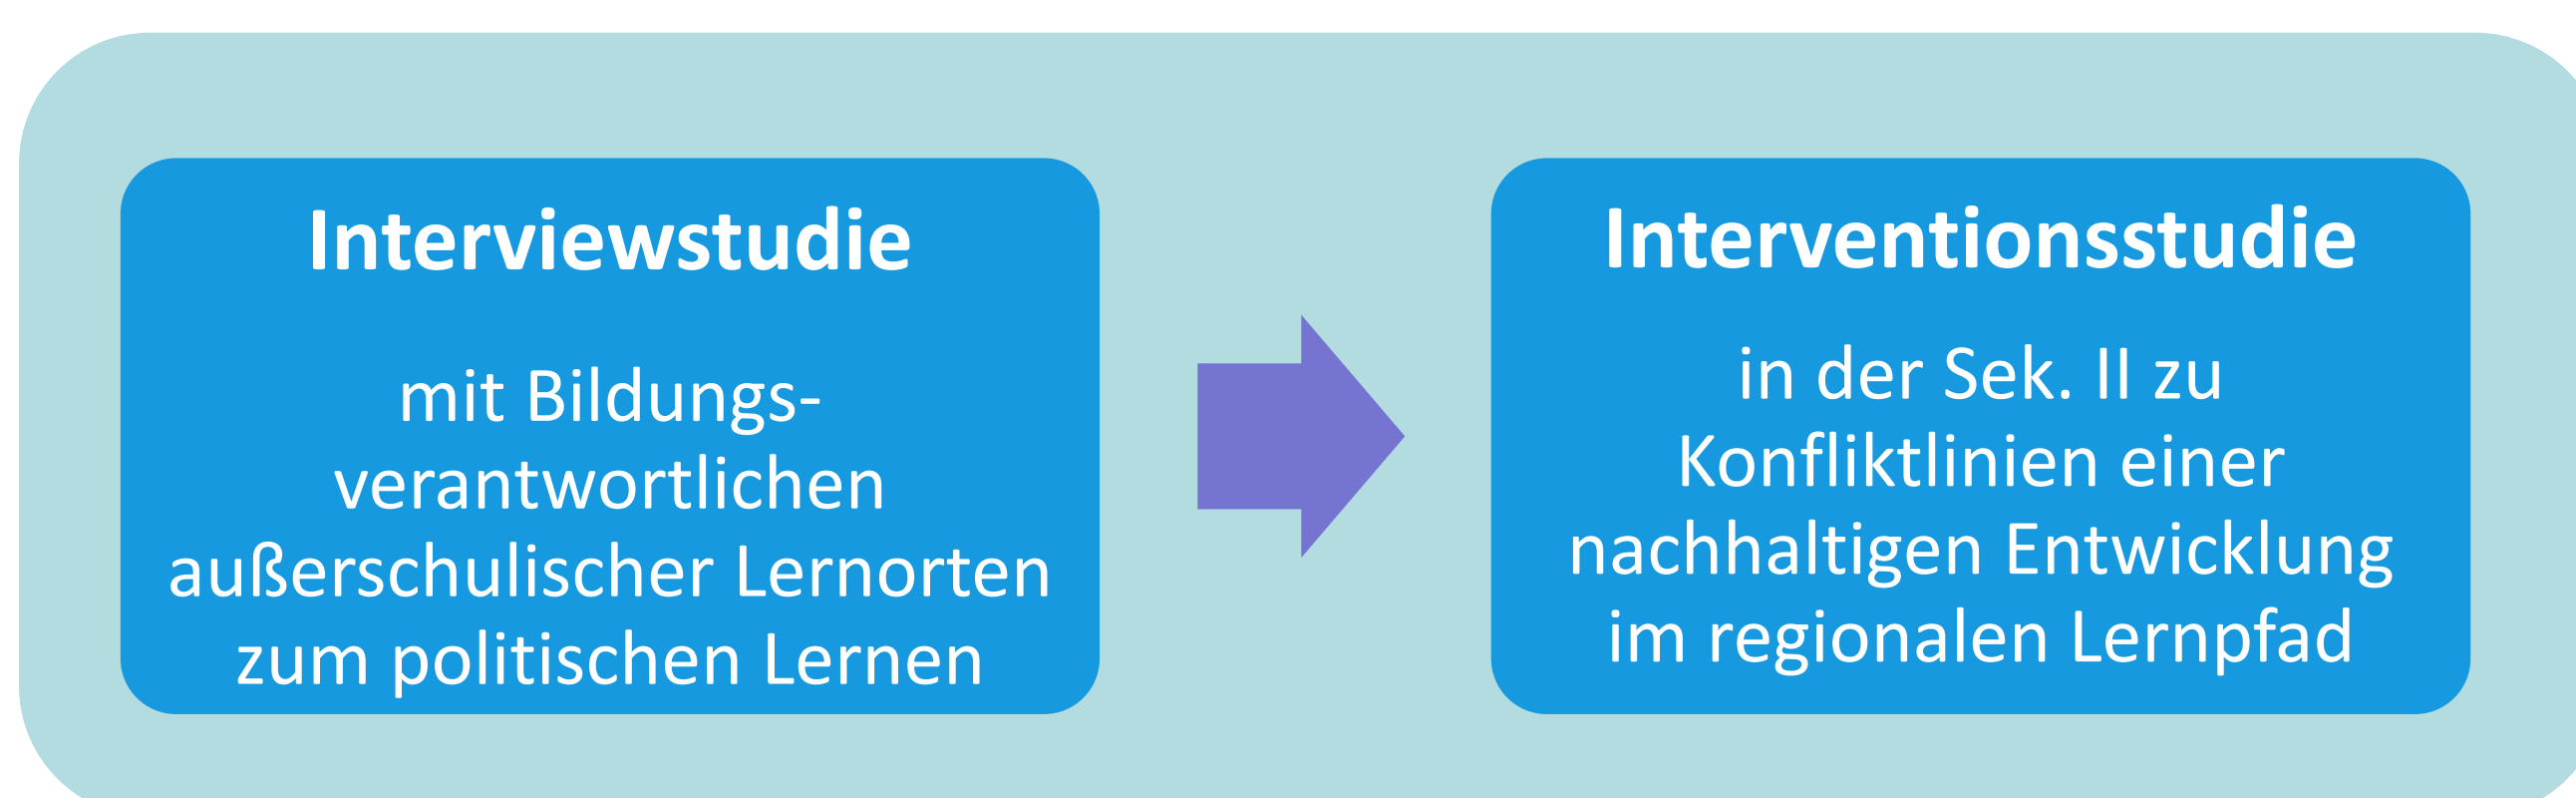 Interviewstudie
mit Bildungs-
verantwortlichen
außerschulischer Lernorten
zum politischen Lernen
Interventionsstudie
in der Sek. II zu
Konfliktlinien einer
nachhaltigen Entwicklung
im regionalen Lernpfad